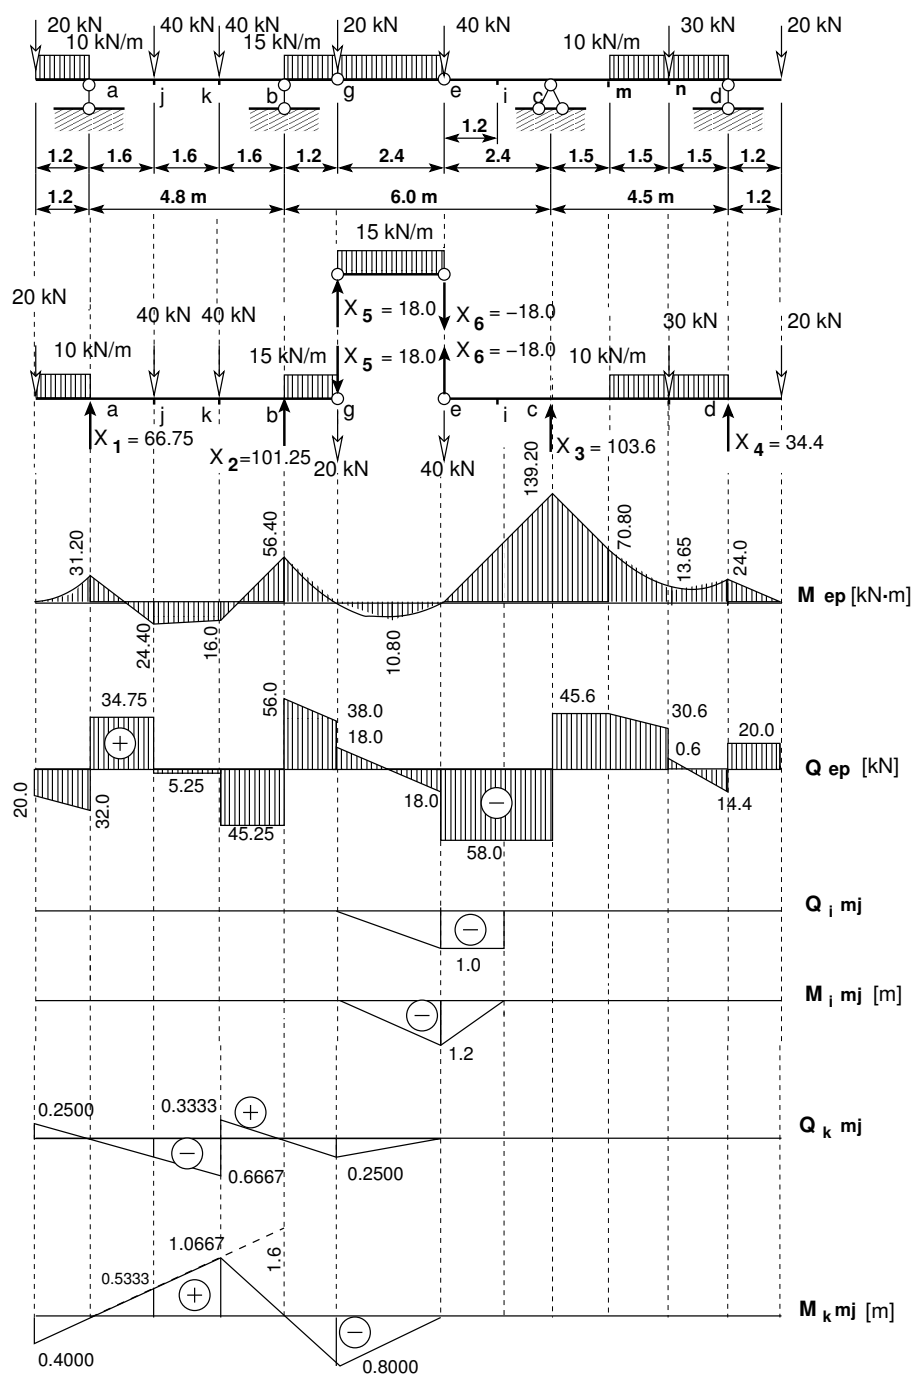 20 kN 40 kN 40 kN 20 kN 40 kN 30 kN 20 kN
10 kN/m 15 kN/m 10 kN/m
a j k b g e i c m n d
1.2
1.2 1.6 1.6 1.6 1.2 2.4 2.4 1.5 1.5 1.5 1.2
1.2 4.8 m 6.0 m 4.5 m 1.2
15 kN/m
20 kN
X 5 = 18.0 X 6 = −18.0
40 kN 40 kN 30 kN 20 kN
10 kN/m 15 kN/m X 5 = 18.0 X 6 = −18.0 10 kN/m
a j k b g e i c d
X 1 = 66.75 X 2 =101.25 X 3 = 103.6 X 4 = 34.4
20 kN 40 kN
31.20 56.40 139.20 70.80 13.65 24.0
M ep [kN·m]
24.40 16.0 10.80
34.75 56.0 38.0 45.6 30.6
18.0 0.6 20.0
+
Q ep [kN]
20.0 32.0 5.25 18.0 − 14.4
45.25 58.0
Q i mj
−
1.0
M i mj [m]
−
1.2
0.2500 0.3333 +
Q k mj
−
0.6667 0.2500
1.0667 1.6
0.5333
+
M k mj [m]
−
0.4000 0.8000